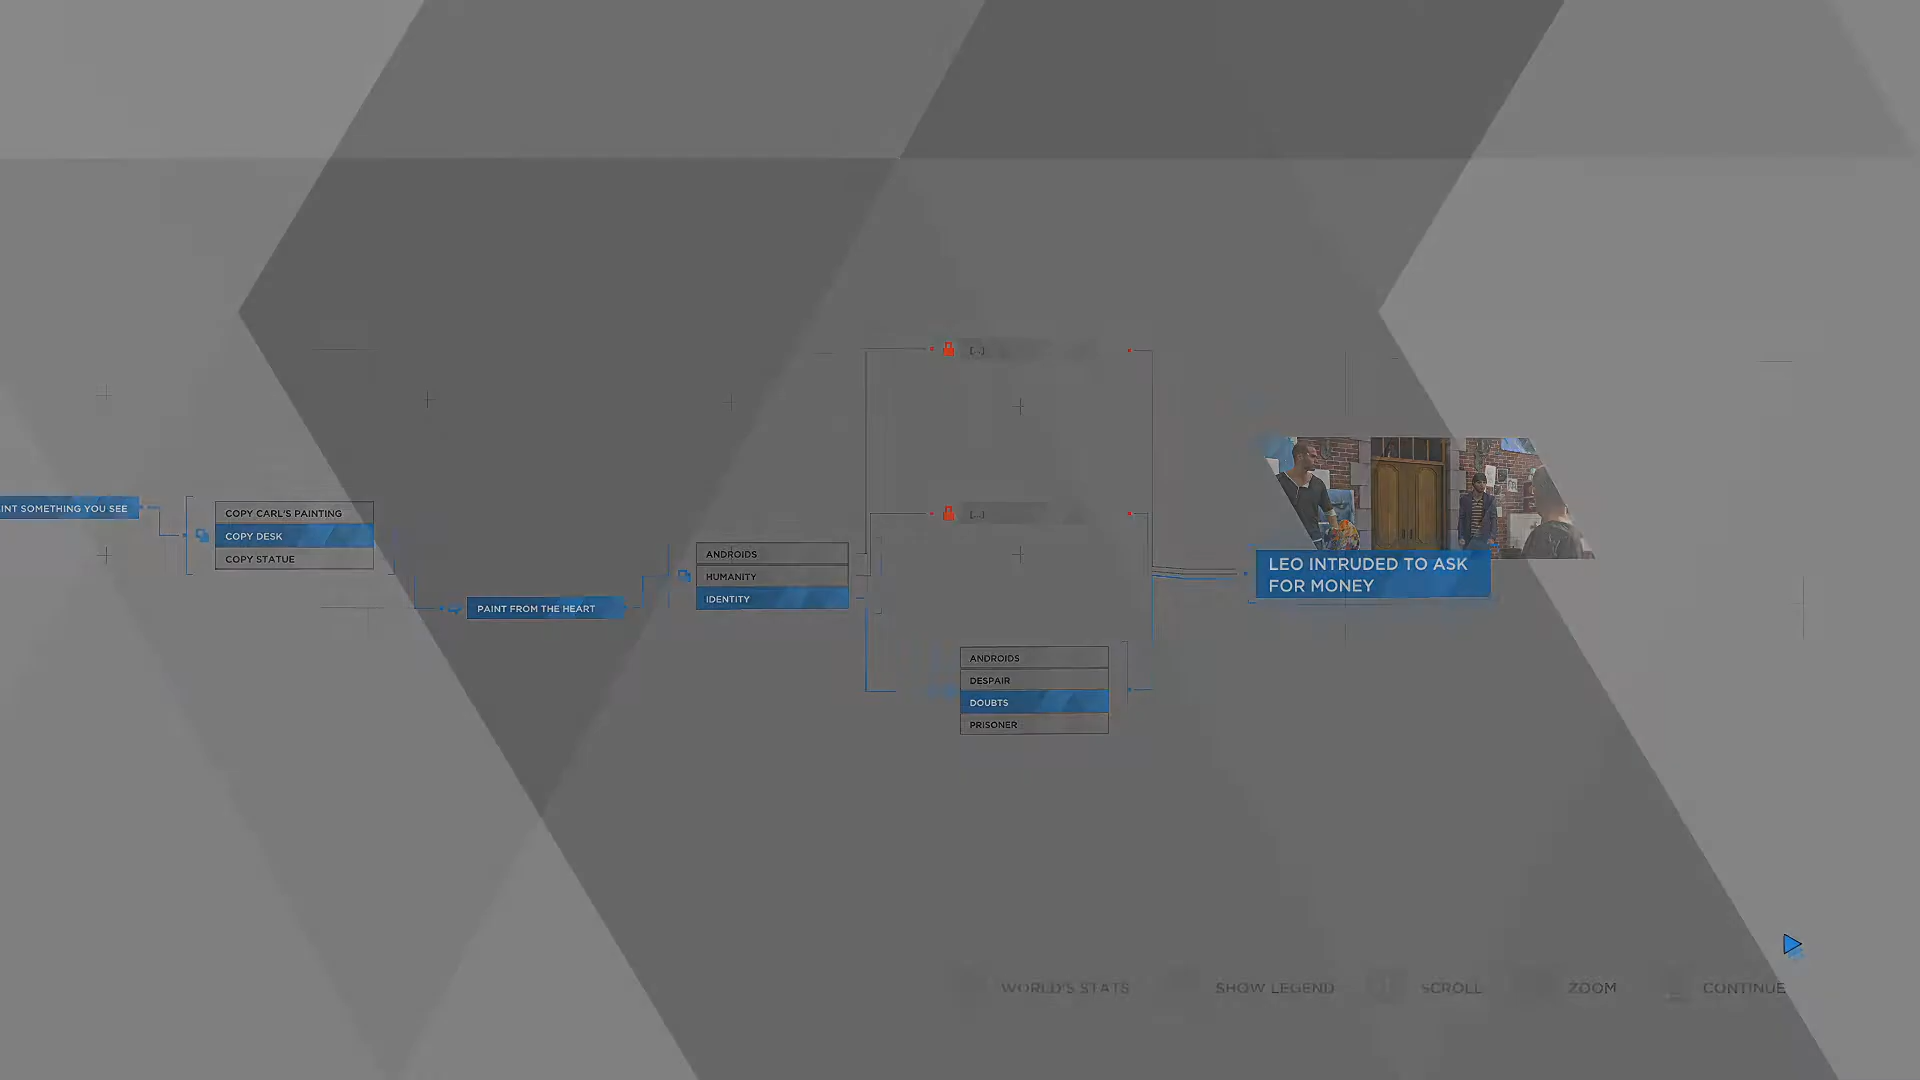 [...]
INT SOMETHING YOU SEE
COPY CARL'S PAINTING
COPY DESK
COPY STATUE
[...]
PAINT FROM THE HEART
ANDROIDS
HUMANITY
IDENTITY
LEO INTRUDED TO ASK
FOR MONEY
ANDROIDS
DESPAIR
DOUBTS
PRISONER
WORLD'S STATS
SHOW LEGEND
SCROLL
ZOOM
CONTINUE